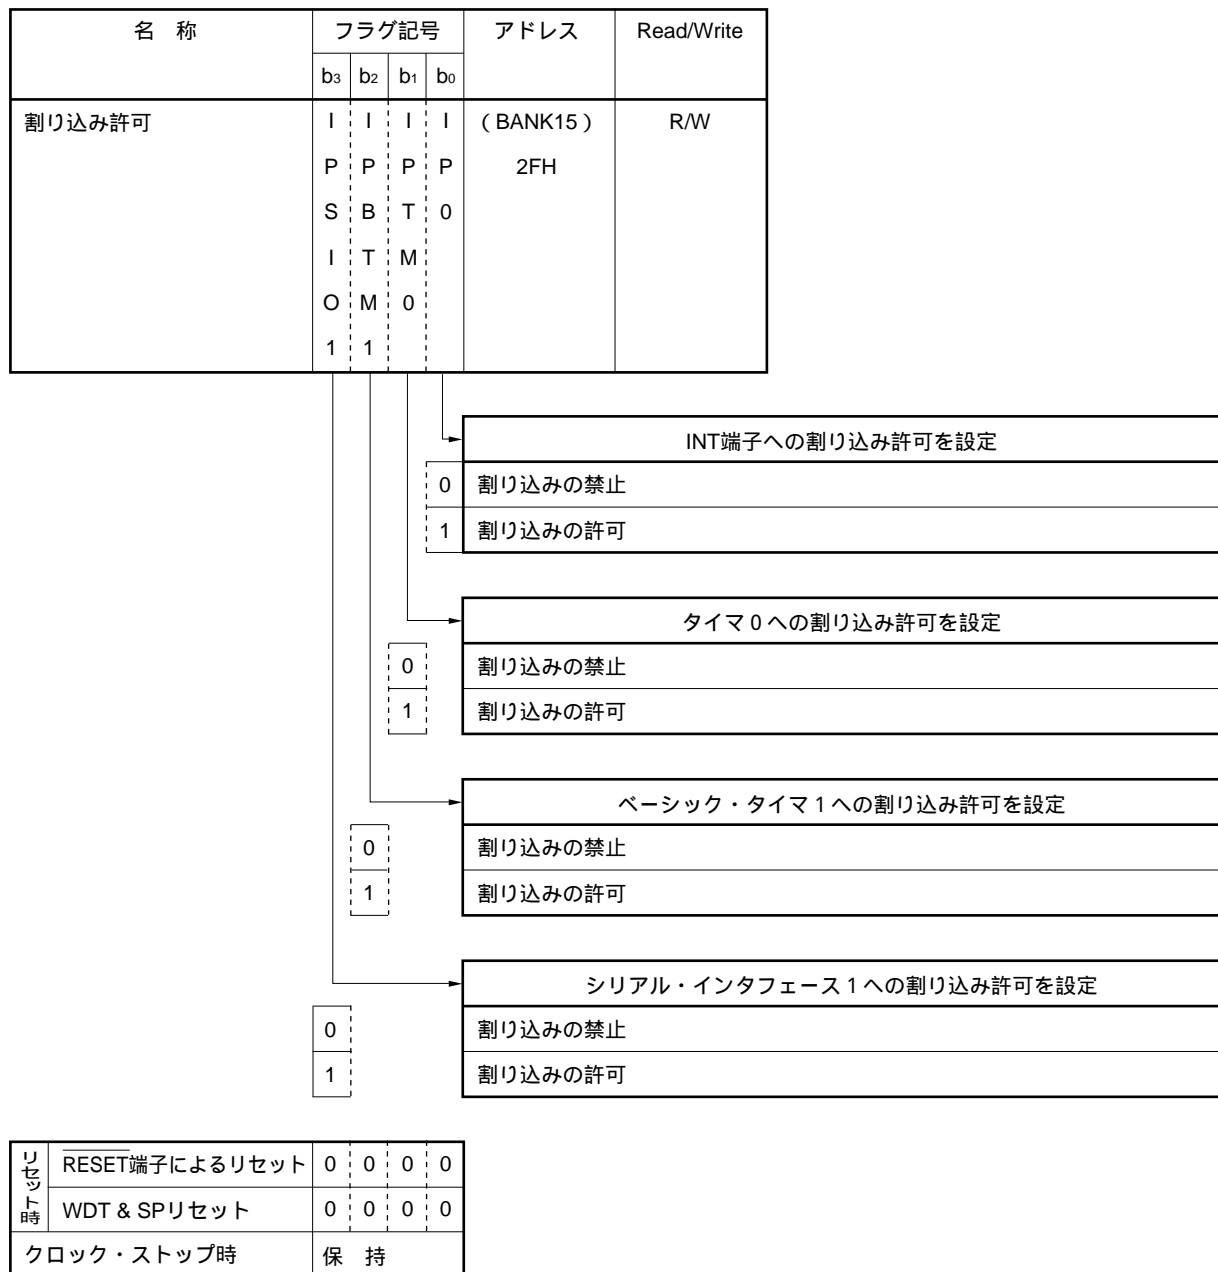 名 称 フラグ記号 アドレス Read/Write
b3 b2 b1 b0
割り込み許可 I I I I (BANK15) R/W
P P P P 2FH
S B T 0
I T M
O M 0
1 1
INT端子への割り込み許可を設定
0 割り込みの禁止
1 割り込みの許可
タイマ0への割り込み許可を設定
0 割り込みの禁止
1 割り込みの許可
ベーシック・タイマ1への割り込み許可を設定
0 割り込みの禁止
1 割り込みの許可
シリアル・インタフェース1への割り込み許可を設定
0 割り込みの禁止
1 割り込みの許可
リセット時 RESET端子によるリセット 0 0 0 0
WDT & SPリセット 0 0 0 0
クロック・ストップ時 保 持